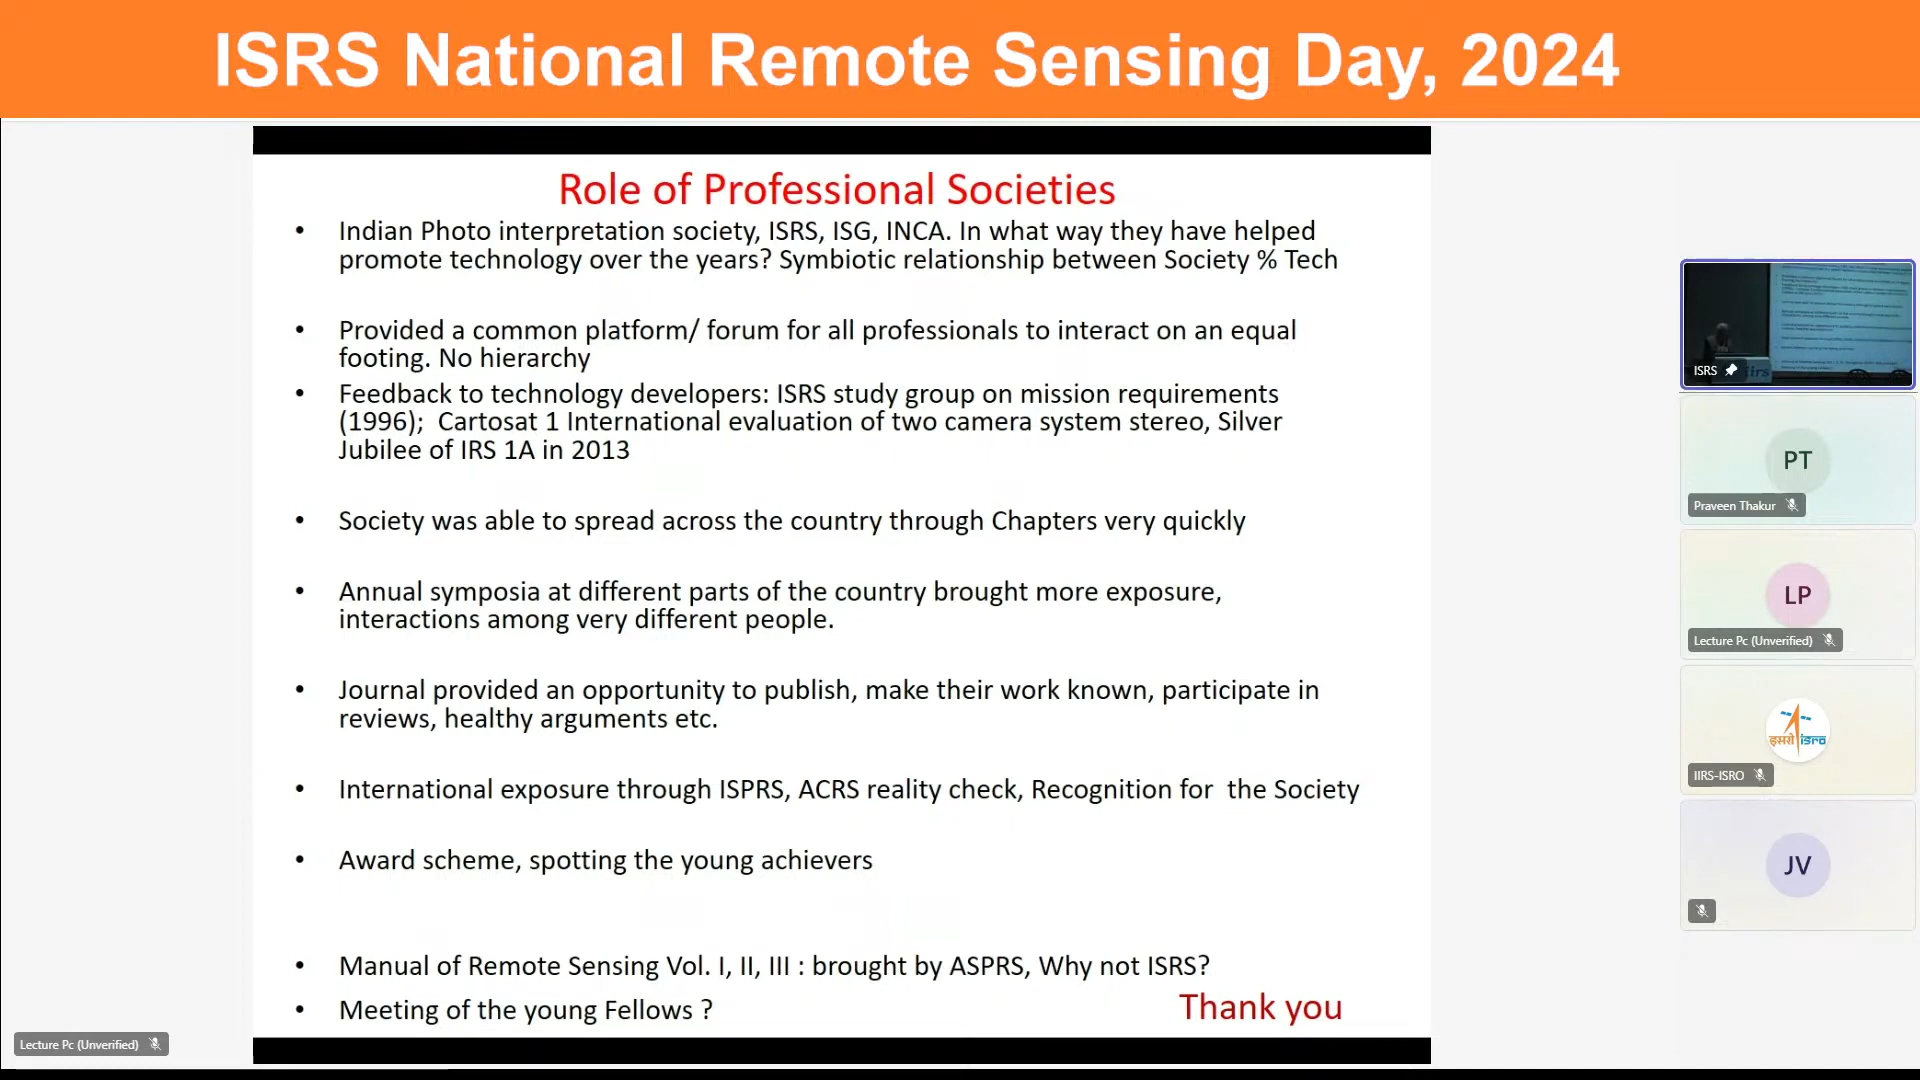 ISRS National Remote Sensing Day, 2024
Role of Professional Societies
• Indian Photo interpretation society, ISRS, ISG, INCA. In what way they have helped
promote technology over the years? Symbiotic relationship between Society % Tech
• Provided a common platform/ forum for all professionals to interact on an equal
footing. No hierarchy
• Feedback to technology developers: ISRS study group on mission requirements
(1996); Cartosat 1 International evaluation of two camera system stereo, Silver
Jubilee of IRS 1A in 2013
• Society was able to spread across the country through Chapters very quickly
• Annual symposia at different parts of the country brought more exposure,
interactions among very different people.
• Journal provided an opportunity to publish, make their work known, participate in
reviews, healthy arguments etc.
• International exposure through ISPRS, ACRS reality check, Recognition for the Society
• Award scheme, spotting the young achievers
• Manual of Remote Sensing Vol. I, II, III : brought by ASPRS, Why not ISRS?
• Meeting of the young Fellows ?
Thank you
Lecture Pc (Unverified)
ISRS
iirs
PT
Praveen Thakur
LP
Lecture Pc (Unverified)
इसरो isro
IIRS-ISRO
JV